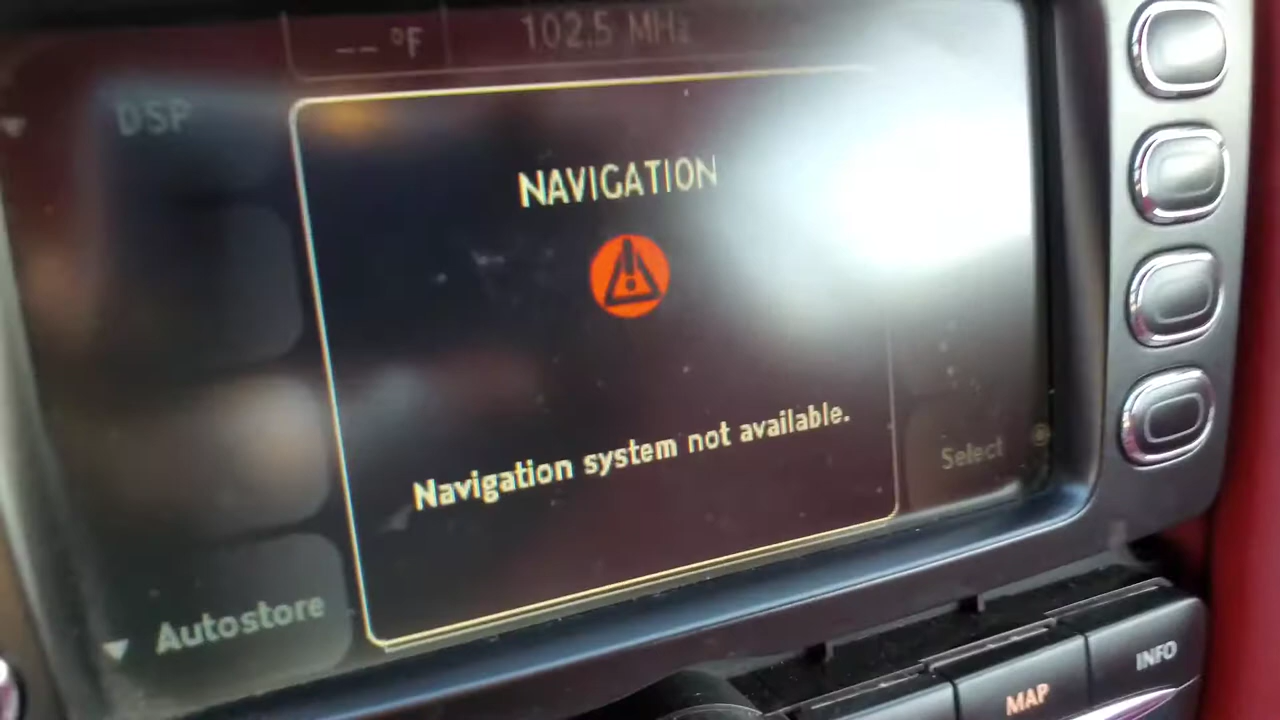 -- °F
102.5 MHz
DSP
NAVIGATION
Navigation system not available.
Select
Autostore
INFO
MAP